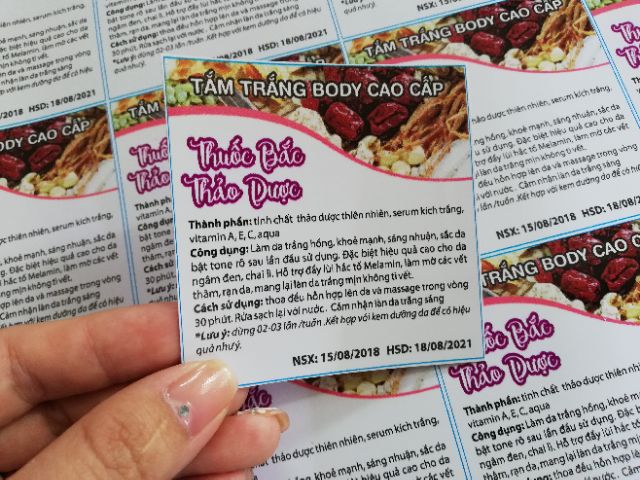 TẮM TRẮNG BODY CAO CẤP
Thuốc Bắc
Thảo Dược
Thành phần: tinh chất thảo dược thiên nhiên, serum kích trắng,
vitamin A, E, C, aqua
Công dụng: Làm da trắng hồng, khoẻ mạnh, sáng nhuận, sắc da
bật tone rõ sau lần đầu sử dụng. Đặc biệt hiệu quả cao cho da
ngâm đen, chai lì. Hỗ trợ đẩy lùi hắc tố Melamin, làm mờ các vết
thâm, rạn da, mang lại làn da trắng mịn không tì vết.
Cách sử dụng: thoa đều hỗn hợp lên da và massage trong vòng
30 phút. Rửa sạch lại với nước . Cảm nhận làn da trắng sáng
*Lưu ý: dừng 02-03 lần /tuần .Kết hợp với kem dưỡng da để có hiệu
quả như ý.
NSX: 15/08/2018 HSD: 18/08/2021